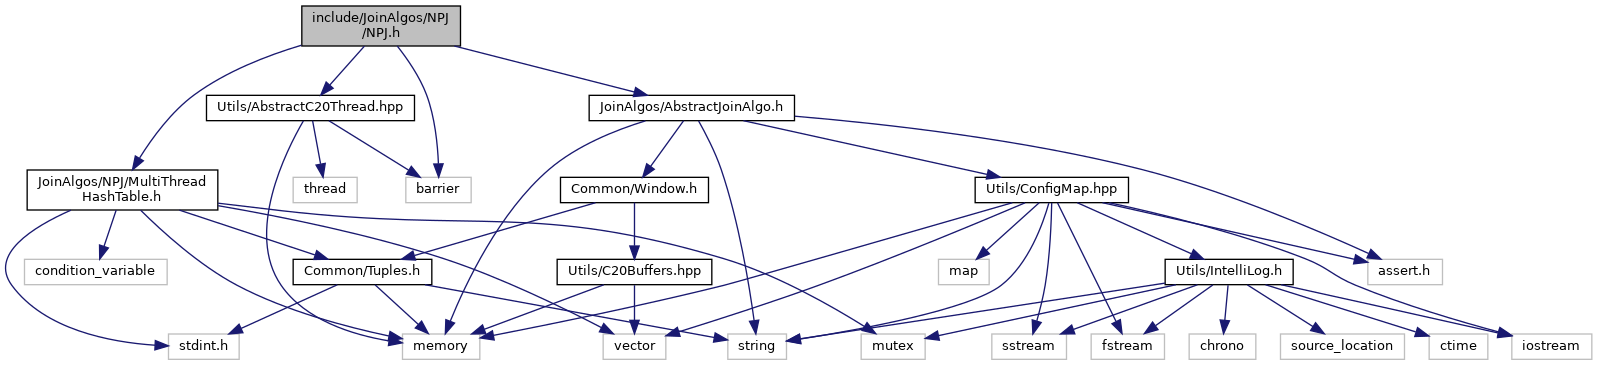 include/JoinAlgos/NPJ
/NPJ.h
Utils/AbstractC20Thread.hpp
JoinAlgos/AbstractJoinAlgo.h
JoinAlgos/NPJ/MultiThread
HashTable.h
thread
barrier
Common/Window.h
Utils/ConfigMap.hpp
condition_variable
Common/Tuples.h
Utils/C20Buffers.hpp
map
Utils/IntelliLog.h
assert.h
stdint.h
memory
vector
string
mutex
sstream
fstream
chrono
source_location
ctime
iostream